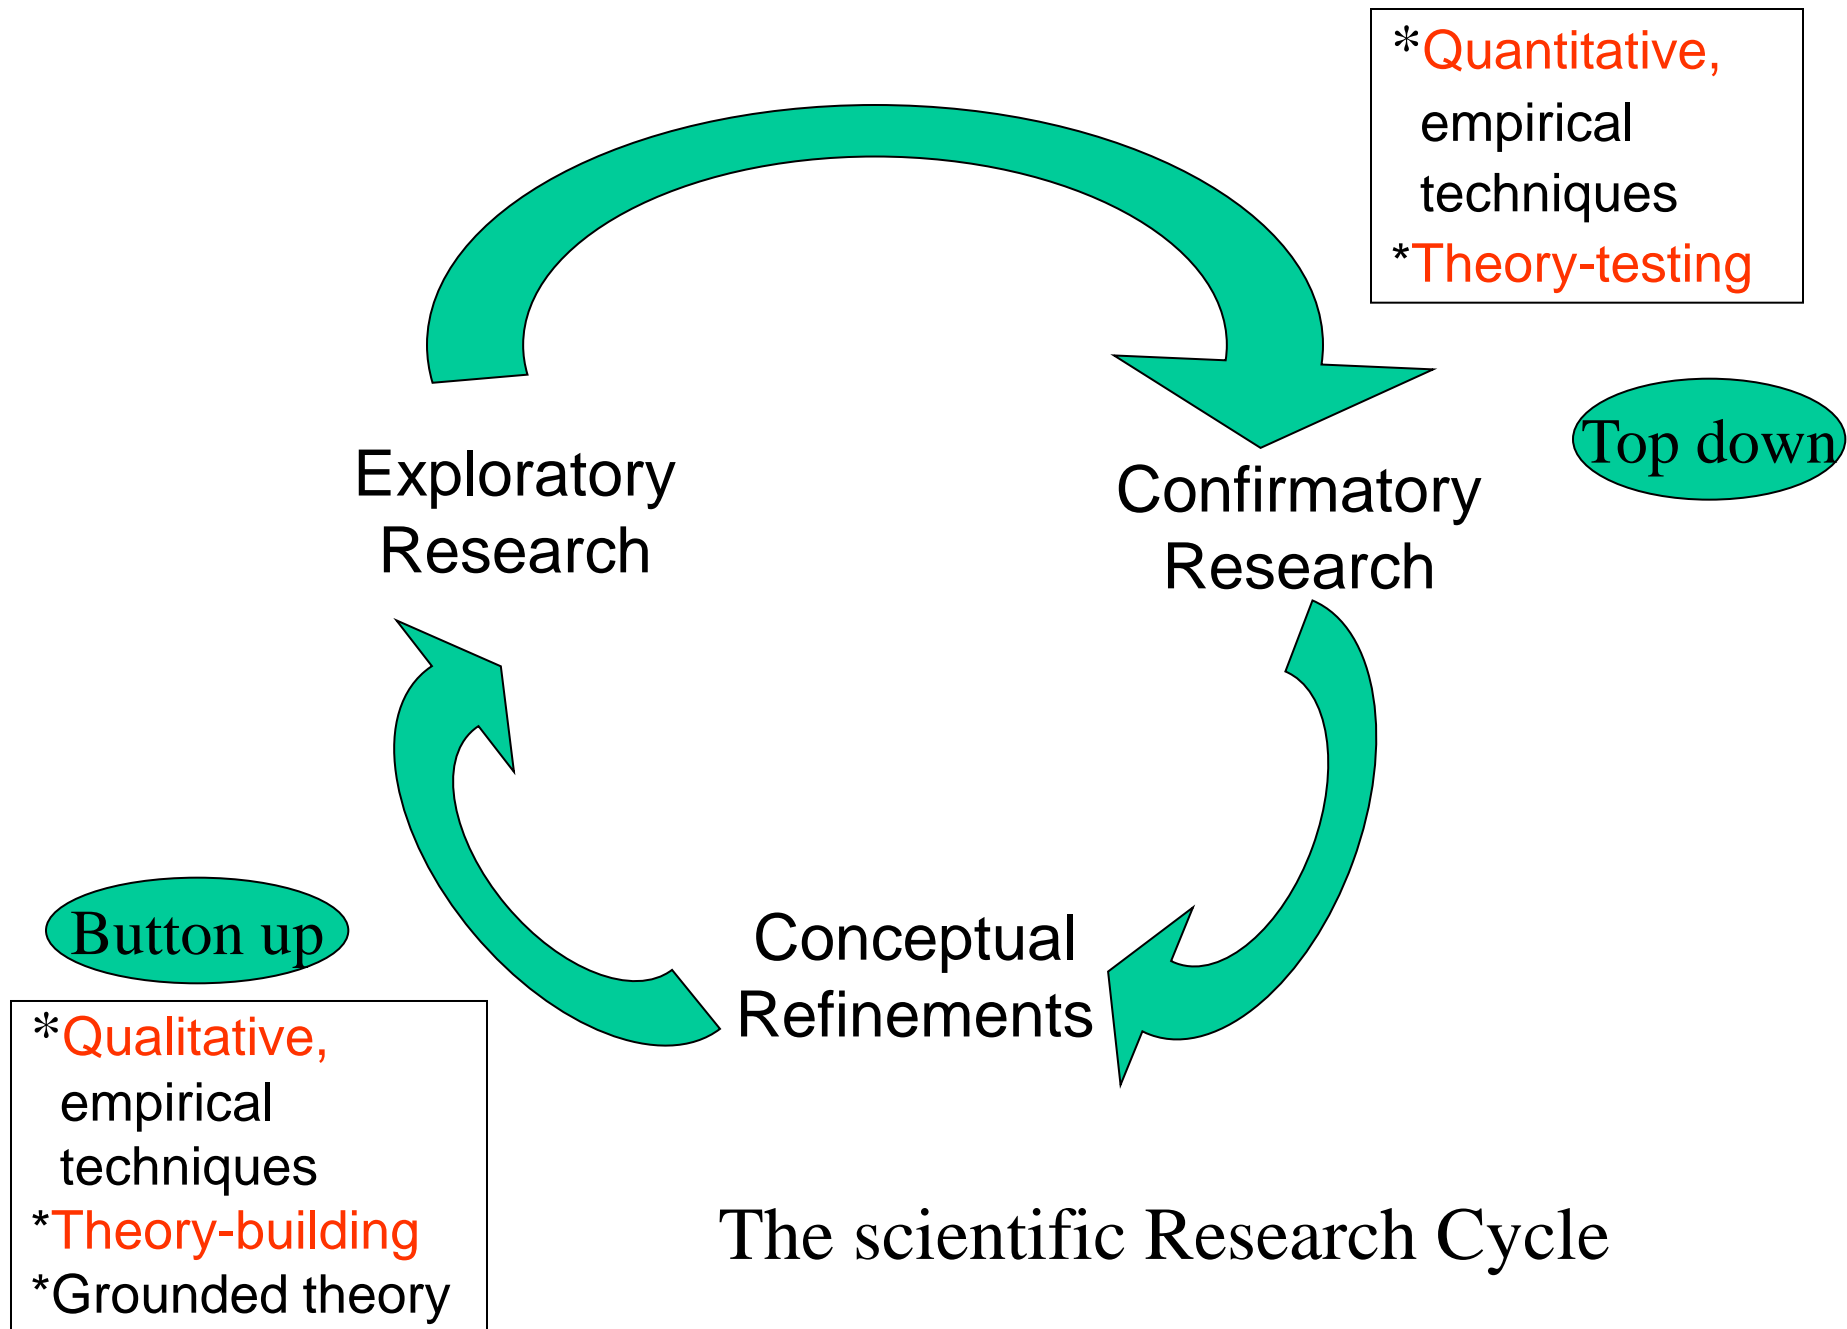 *Quantitative,
empirical
techniques
*Theory-testing
Top down
Exploratory
Research
Confirmatory
Research
Button up
Conceptual
Refinements
*Qualitative,
empirical
techniques
*Theory-building
*Grounded theory
The scientific Research Cycle